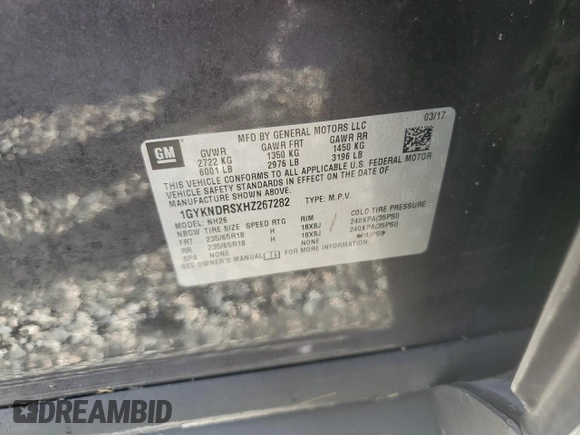 03/17
GM
MFD BY GENERAL MOTORS LLC
GVWR GAWR FRT GAWR RR
2722 KG 1350 KG 1450 KG
6001 LB 2976 LB 3196 LB
THIS VEHICLE CONFORMS TO ALL APPLICABLE U.S. FEDERAL MOTOR
VEHICLE SAFETY STANDARDS IN EFFECT ON THE DATE OF
MANUFACTURE SHOWN ABOVE.
1GYKNDRSXHZ267282 TYPE: M.P.V.
MODEL: NH26
NBGW TIRE SIZE SPEED RTG RIM COLD TIRE PRESSURE
FRT 235/65R18 H 18X8J 240KPA(35PSI)
RR 235/65R18 H 18X8J 240KPA(35PSI)
SPA NONE
SEE OWNER'S MANUAL FOR MORE INFORMATION.
DREAMBID